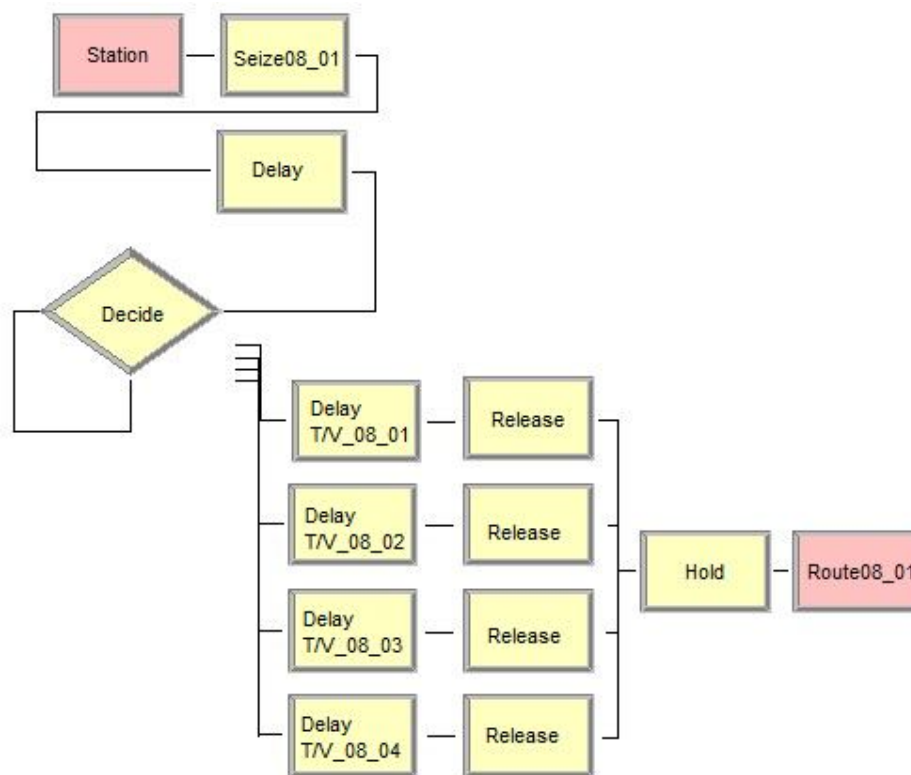 Station
Seize08_01
Delay
Decide
Delay
T/V_08_01
Release
Delay
T/V_08_02
Release
Delay
T/V_08_03
Release
Delay
T/V_08_04
Release
Hold
Route08_01